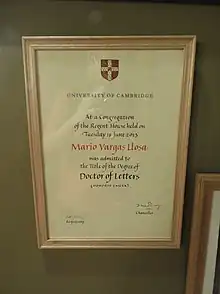 UNIVERSITY OF CAMBRIDGE
At a Congregation
of the Regent House held on
Tuesday 19 June 2013
Mario Vargas Llosa
was admitted to
the Title of the Degree of
Doctor of Letters
(honoris causa)
Registrary
Chancellor